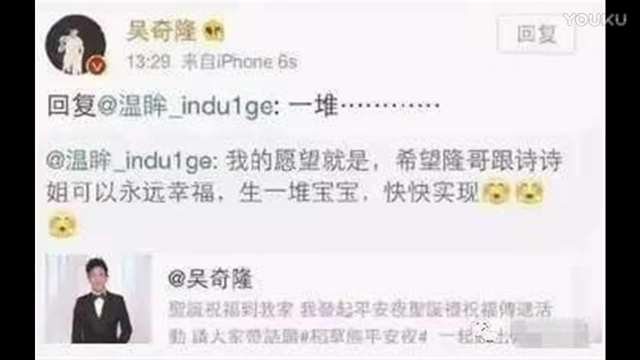 YOUKU
吴奇隆
13:29 来自iPhone 6s
回复
回复@温眸_indu1ge: 一堆…………
@温眸_indu1ge: 我的愿望就是，希望隆哥跟诗诗
姐可以永远幸福，生一堆宝宝，快快实现
@吴奇隆
聖誕祝福到我家 我發起平安夜聖誕禮祝福傳遞活
動 請大家帶話題#稻草熊平安夜# 一起